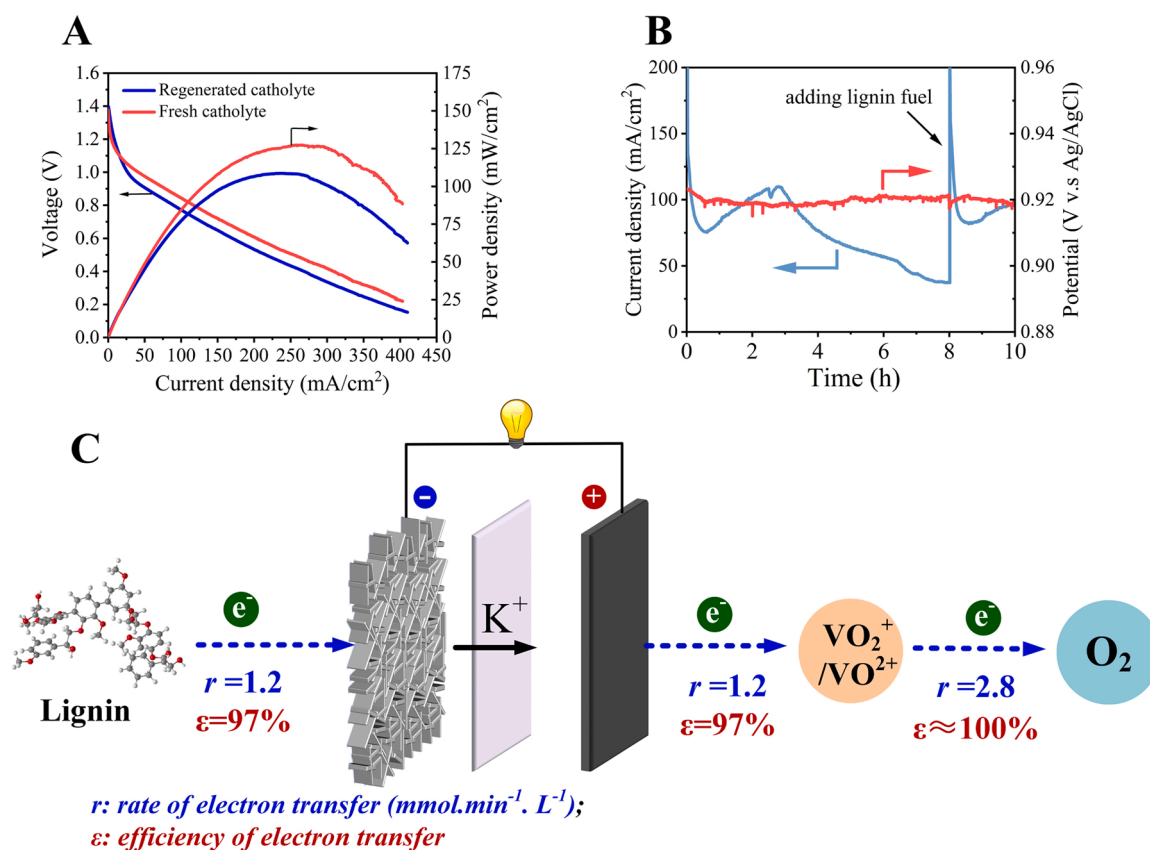 A
Voltage (V)
1.6
1.4
1.2
1.0
0.8
0.6
0.4
0.2
0.0
Regenerated catholyte
Fresh catholyte
175
150
125
100
75
50
25
0
Power density (mW/cm²)
0 50 100 150 200 250 300 350 400 450
Current density (mA/cm²)
B
Current density (mA/cm²)
200
150
100
50
0
adding lignin fuel
0.96
0.94
0.92
0.90
0.88
Potential (V v.s Ag/AgCl)
0 2 4 6 8 10
Time (h)
C
-
+
e⁻
K⁺
e⁻
e⁻
VO₂⁺
/VO²⁺
O₂
Lignin
r =1.2
ε=97%
r =1.2
ε=97%
r =2.8
ε≈100%
r: rate of electron transfer (mmol.min⁻¹. L⁻¹);
ε: efficiency of electron transfer